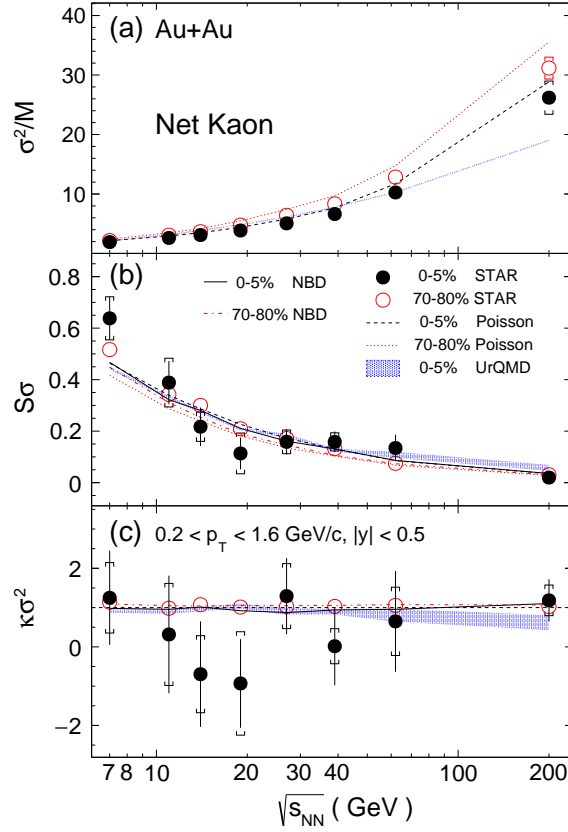 (a) Au+Au
Net Kaon
σ²/M
40
30
20
10
(b)
0-5% NBD
70-80% NBD
0-5% STAR
70-80% STAR
0-5% Poisson
70-80% Poisson
0-5% UrQMD
Sσ
0.8
0.6
0.4
0.2
0
(c) 0.2 < p_T < 1.6 GeV/c, |y| < 0.5
κσ²
2
0
−2
7 8 10 20 30 40 100 200
√s_NN ( GeV )